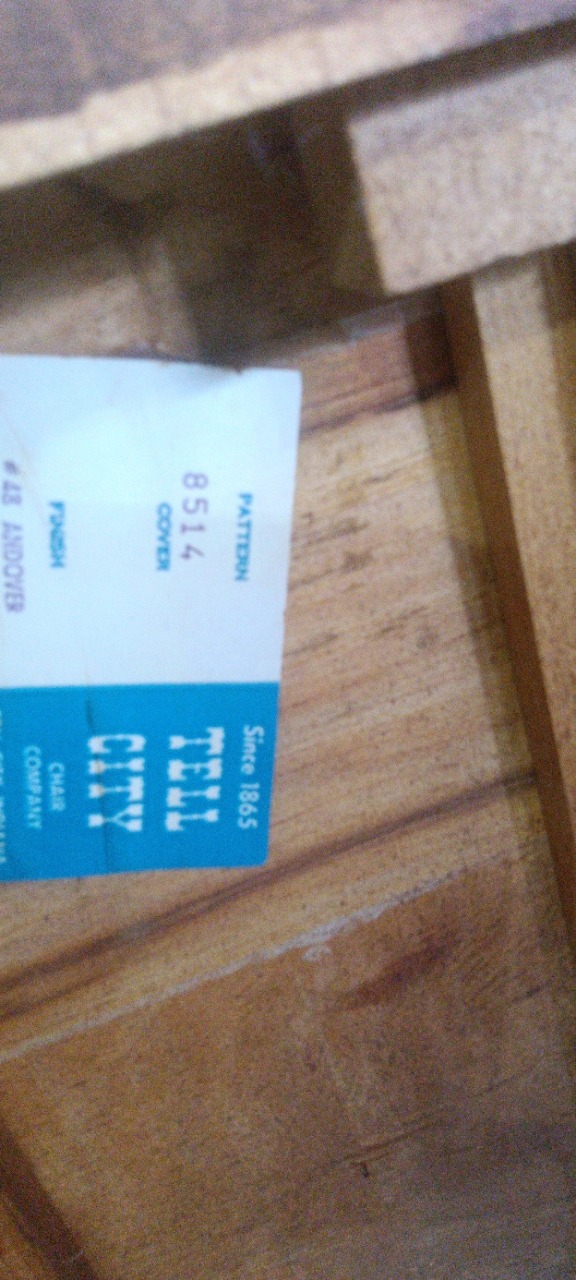 PATTERN
8514
COVER
FINISH
#48 ANDOVER
Since 1865
TELL
CITY
CHAIR
COMPANY